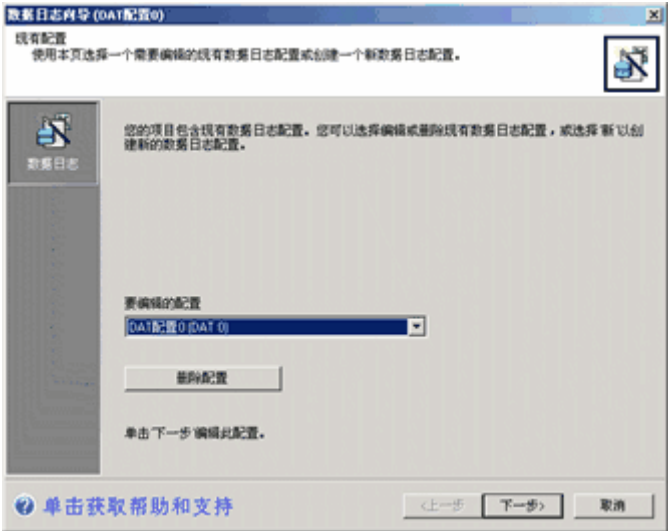 数据日志向导 (DAT配置0)
现有配置
使用本页选择一个需要编辑的现有数据日志配置或创建一个新数据日志配置。
数据日志
您的项目包含现有数据日志配置。您可以选择编辑或删除现有数据日志配置，或选择'新'以创
建新的数据日志配置。
要编辑的配置
DAT配置0 (DAT 0)
删除配置
单击'下一步'编辑此配置。
单击获取帮助和支持
<上一步
下一步>
取消